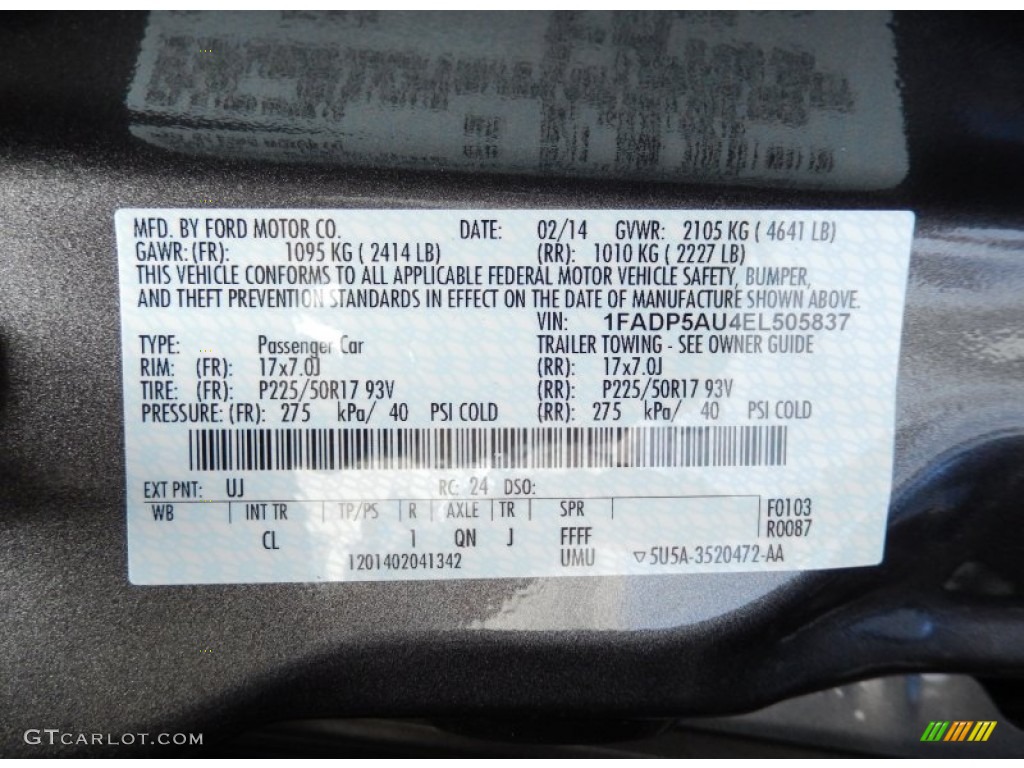 MFD. BY FORD MOTOR CO. DATE: 02/14 GVWR: 2105 KG ( 4641 LB)
GAWR: (FR): 1095 KG ( 2414 LB) (RR): 1010 KG ( 2227 LB)
THIS VEHICLE CONFORMS TO ALL APPLICABLE FEDERAL MOTOR VEHICLE SAFETY, BUMPER,
AND THEFT PREVENTION STANDARDS IN EFFECT ON THE DATE OF MANUFACTURE SHOWN ABOVE.
VIN: 1FADP5AU4EL505837
TYPE: Passenger Car TRAILER TOWING - SEE OWNER GUIDE
RIM: (FR): 17x7.0J (RR): 17x7.0J
TIRE: (FR): P225/50R17 93V (RR): P225/50R17 93V
PRESSURE: (FR): 275 kPa/ 40 PSI COLD (RR): 275 kPa/ 40 PSI COLD
EXT PNT: UJ RC: 24 DSO:
WB INT TR TP/PS R AXLE TR SPR F0103
R0087
CL 1 QN J FFFF
1201402041342 UMU ▽5U5A-3520472-AA
GTCARLOT.COM